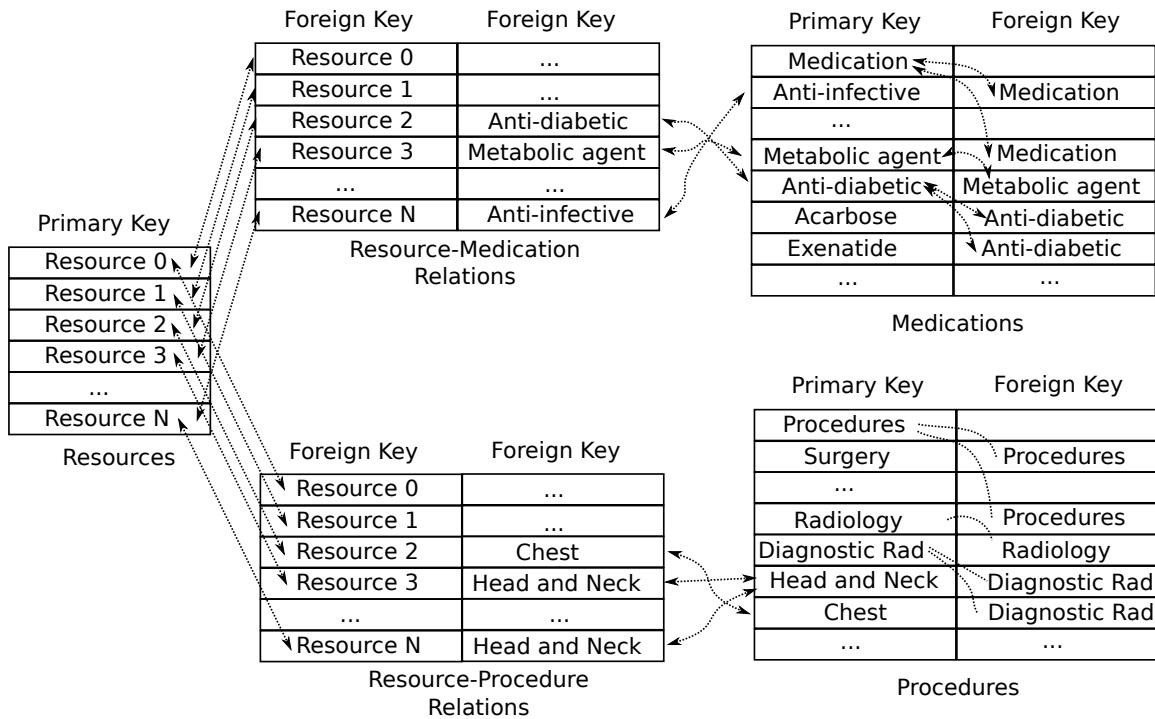 Primary Key
Resource 0
Resource 1
Resource 2
Resource 3
...
Resource N
Resources
Foreign Key Foreign Key
Resource 0 ...
Resource 1 ...
Resource 2 Anti-diabetic
Resource 3 Metabolic agent
... ...
Resource N Anti-infective
Resource-Medication
Relations
Primary Key Foreign Key
Medication
Anti-infective Medication
...
Metabolic agent Medication
Anti-diabetic Metabolic agent
Acarbose Anti-diabetic
Exenatide Anti-diabetic
... ...
Medications
Foreign Key Foreign Key
Resource 0 ...
Resource 1 ...
Resource 2 Chest
Resource 3 Head and Neck
... ...
Resource N Head and Neck
Resource-Procedure
Relations
Primary Key Foreign Key
Procedures
Surgery Procedures
...
Radiology Procedures
Diagnostic Rad Radiology
Head and Neck Diagnostic Rad
Chest Diagnostic Rad
... ...
Procedures